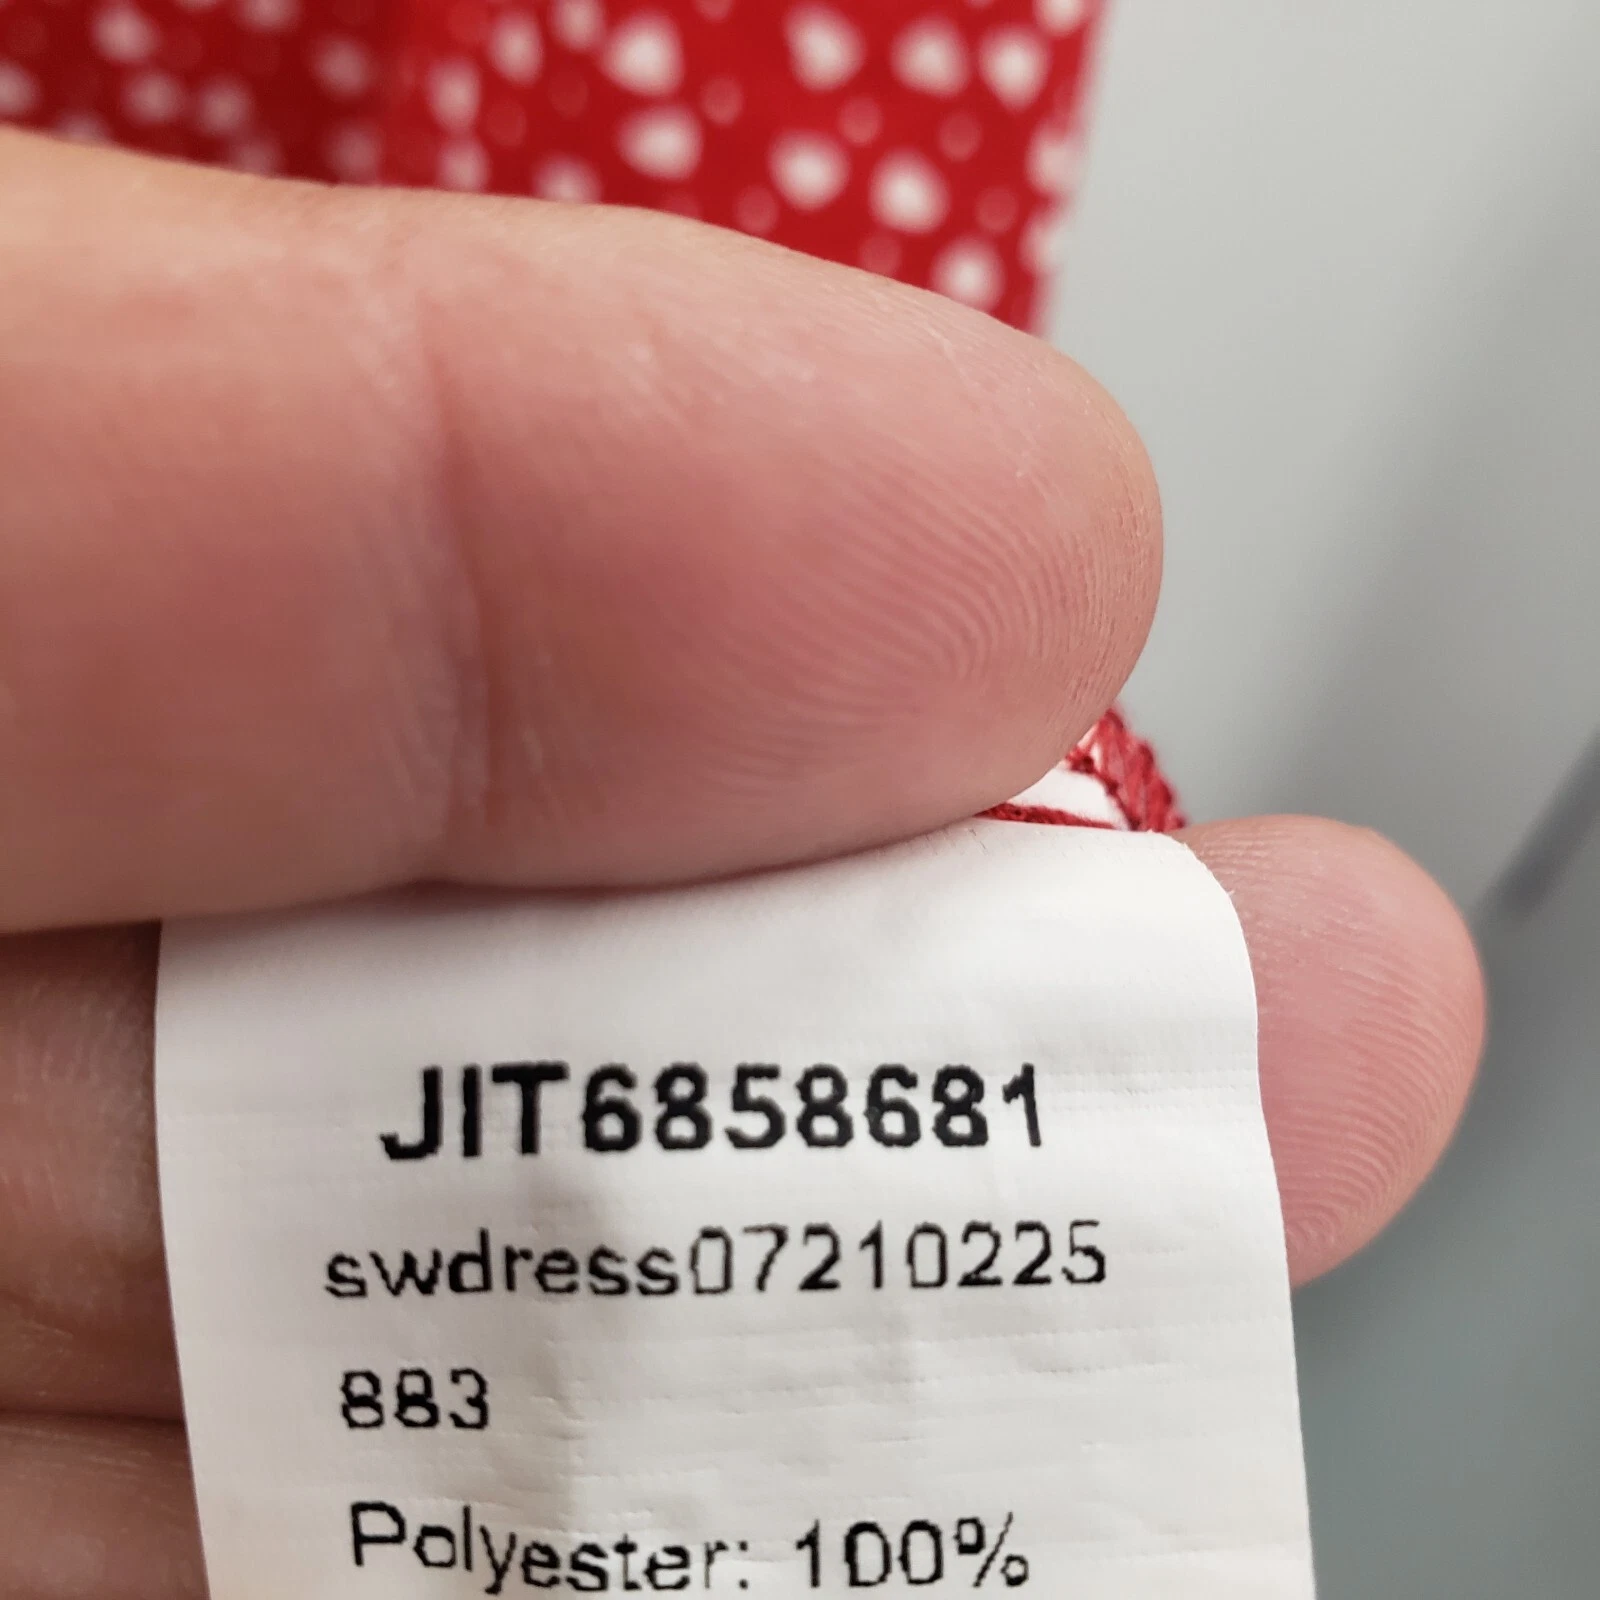 JIT6858681
swdress07210225
883
Polyester: 100%